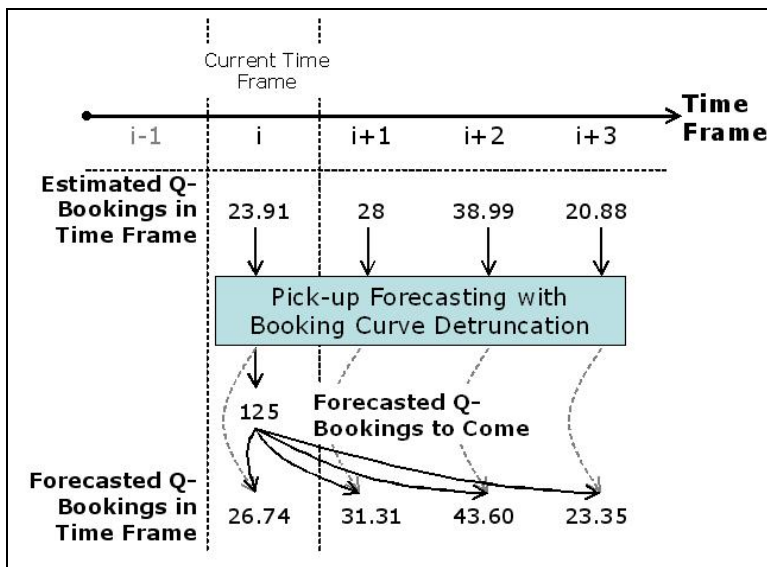 Current Time
Frame
Time
Frame
i-1 i i+1 i+2 i+3
Estimated Q-
Bookings in
Time Frame
23.91 28 38.99 20.88
Pick-up Forecasting with
Booking Curve Detruncation
125
Forecasted Q-
Bookings to Come
Forecasted Q-
Bookings in
Time Frame
26.74 31.31 43.60 23.35